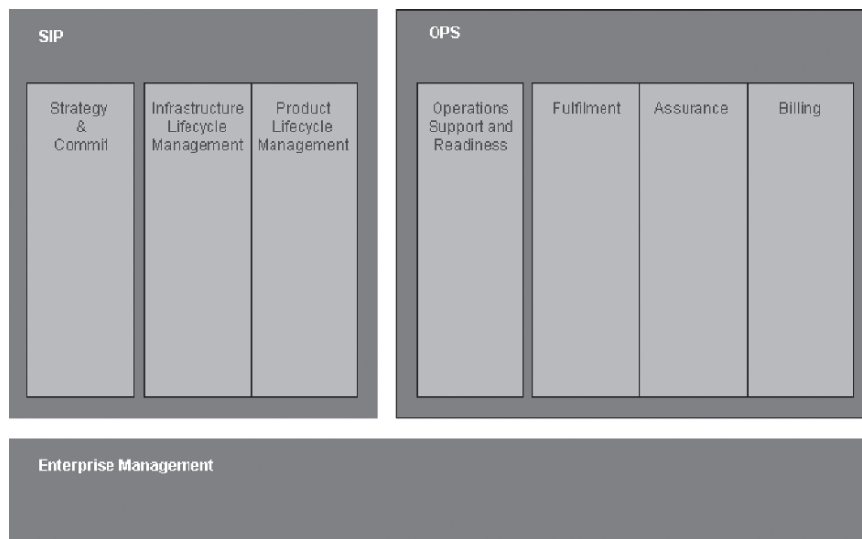 SIP
Strategy
&
Commit
Infrastructure
Lifecycle
Management
Product
Lifecycle
Management
OPS
Operations
Support and
Readiness
Fulfilment
Assurance
Billing
Enterprise Management